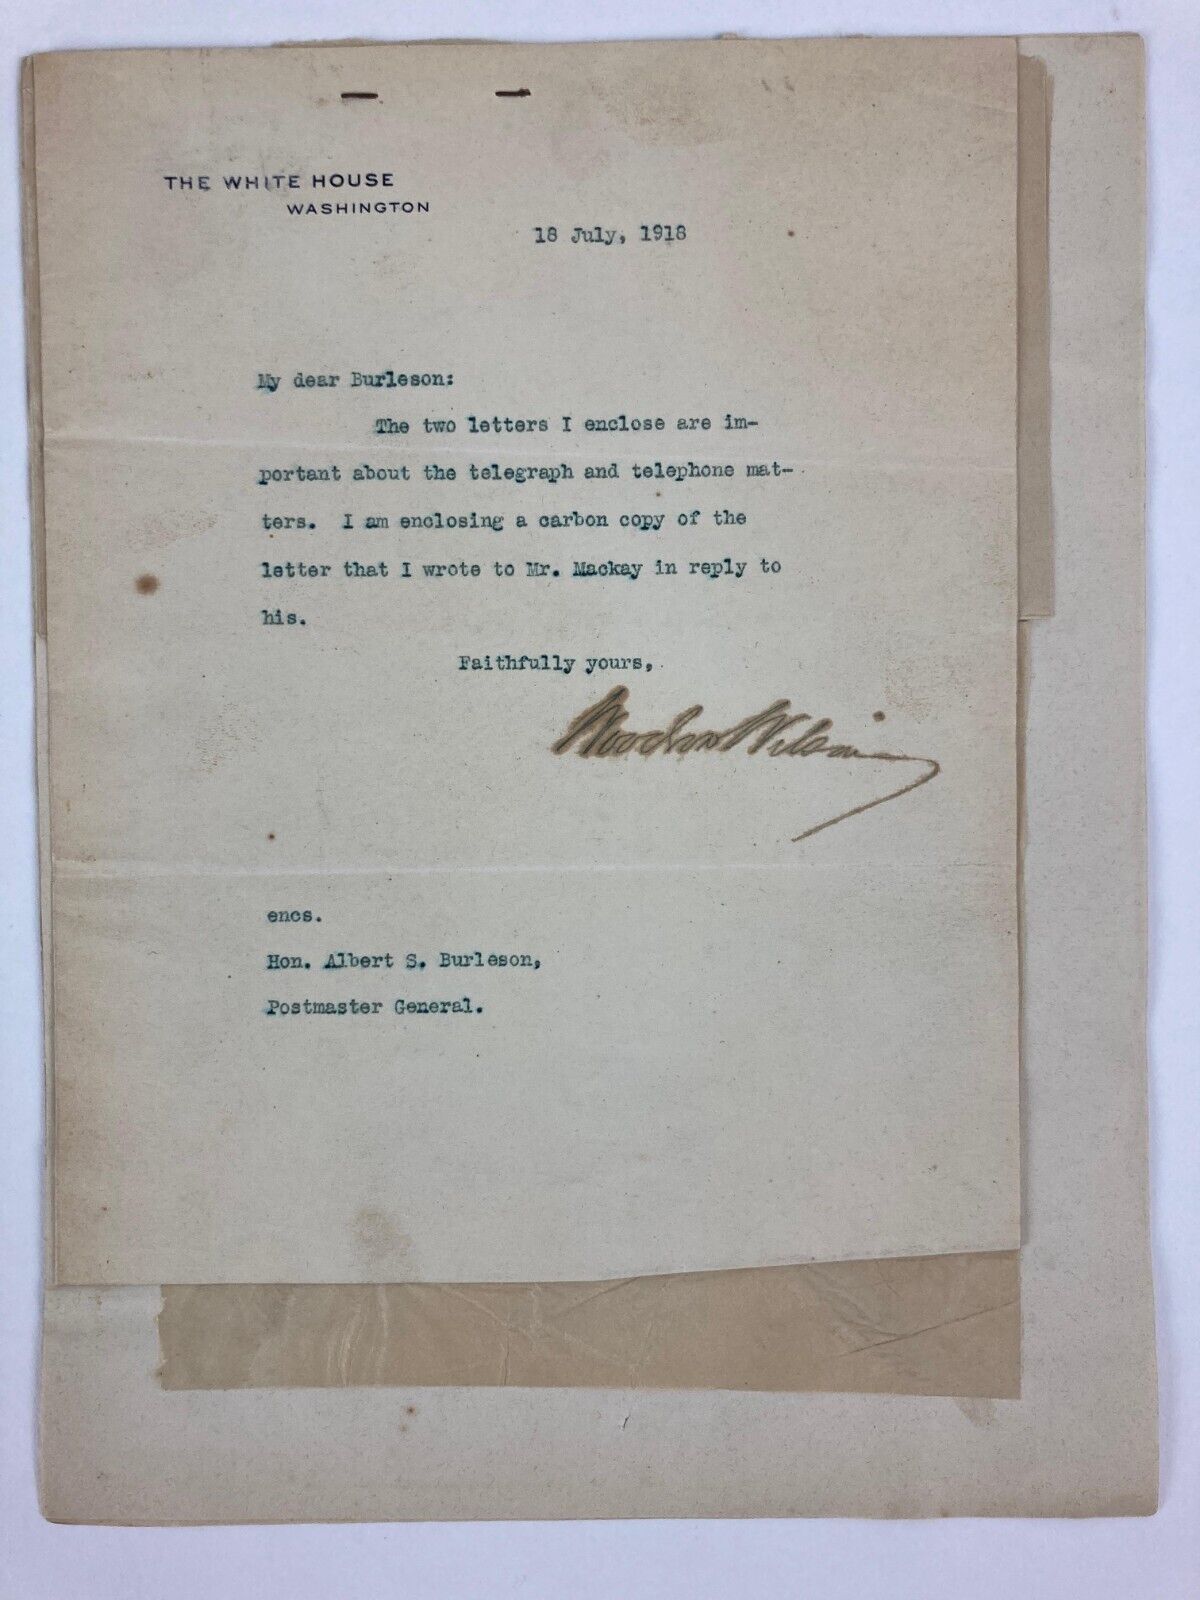 THE WHITE HOUSE
WASHINGTON
18 July, 1918
My dear Burleson:
The two letters I enclose are im-
portant about the telegraph and telephone mat-
ters. I am enclosing a carbon copy of the
letter that I wrote to Mr. Mackay in reply to
his.
Faithfully yours,
Woodrow Wilson
encs.
Hon. Albert S. Burleson,
Postmaster General.